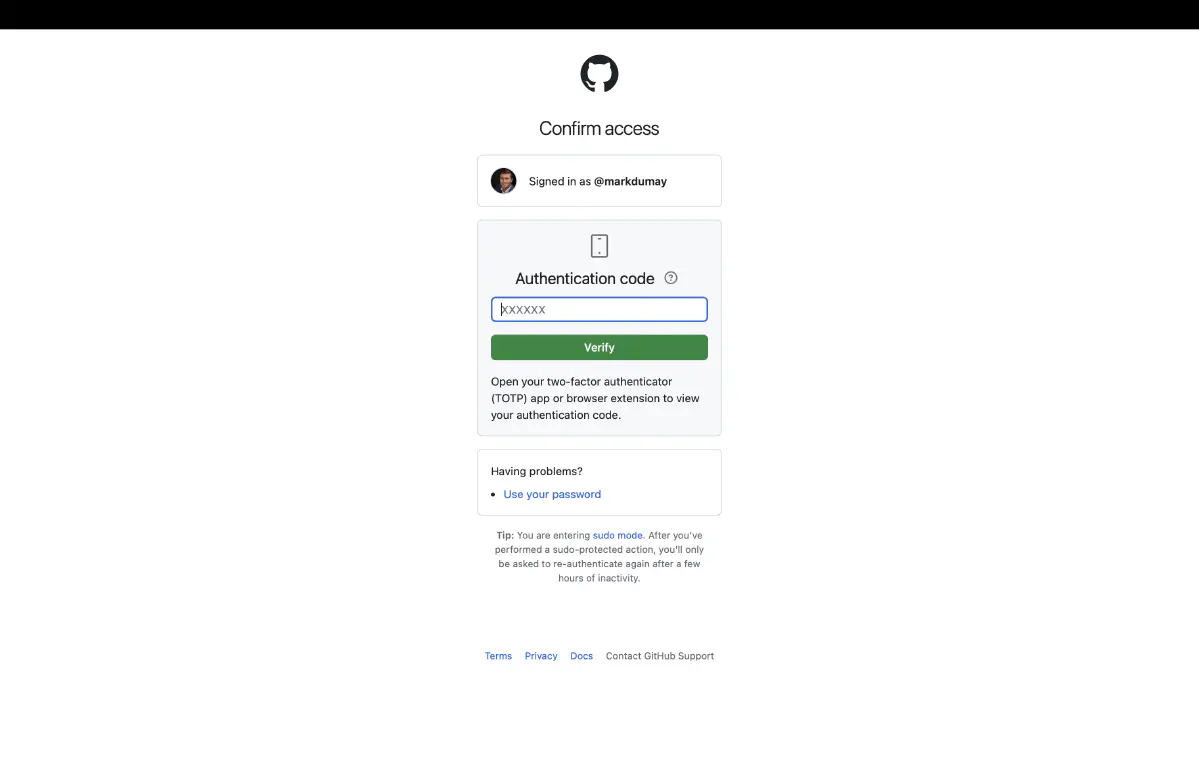 Confirm access
Signed in as @markdumay
Authentication code
XXXXXX
Verify
Open your two-factor authenticator
(TOTP) app or browser extension to view
your authentication code.
Having problems?
• Use your password
Tip: You are entering sudo mode. After you've
performed a sudo-protected action, you'll only
be asked to re-authenticate again after a few
hours of inactivity.
Terms Privacy Docs Contact GitHub Support